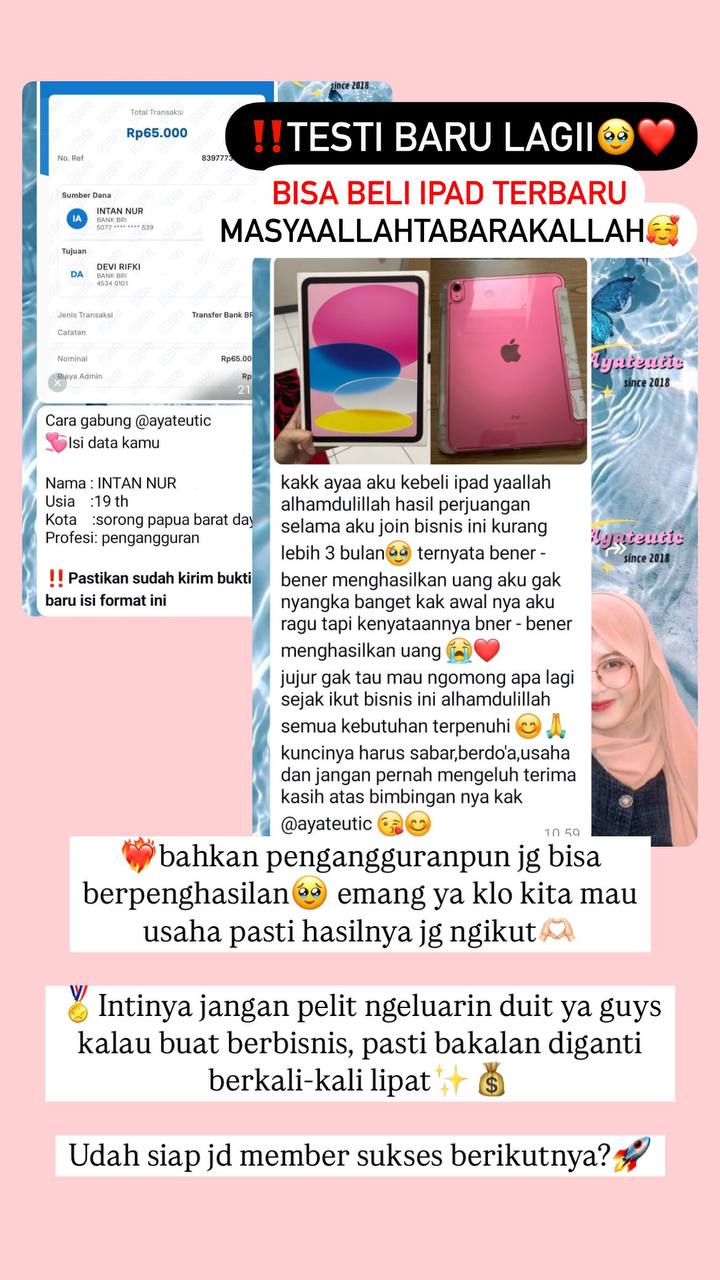 since 2018
‼️TESTI BARU LAGII🥹❤️
BISA BELI IPAD TERBARU
MASYAALLAHTABARAKALLAH🥰
Total Transaksi
Rp65.000
No. Ref
Sumber Dana
IA
INTAN NUR
BANK BRI
5077 **** **** 539
Tujuan
DA
DEVI RIFKI
BANK BRI
4534 0101
Jenis Transaksi Transfer Bank BR
Catatan
Nominal Rp65.00
Biaya Admin Rp
21
Cara gabung @ayateutic
💞Isi data kamu
Nama : INTAN NUR
Usia :19 th
Kota :sorong papua barat day
Profesi: pengangguran
‼️Pastikan sudah kirim bukti
baru isi format ini
iPad
Ayateutic
since 2018
Ayateutic
since 2018
kakk ayaa aku kebeli ipad yaallah
alhamdulillah hasil perjuangan
selama aku join bisnis ini kurang
lebih 3 bulan🥹 ternyata bener -
bener menghasilkan uang aku gak
nyangka banget kak awal nya aku
ragu tapi kenyataannya bner - bener
menghasilkan uang 😭❤️
jujur gak tau mau ngomong apa lagi
sejak ikut bisnis ini alhamdulillah
semua kebutuhan terpenuhi 😊🙏
kuncinya harus sabar,berdo'a,usaha
dan jangan pernah mengeluh terima
kasih atas bimbingan nya kak
@ayateutic 😘😊
10.59
❤️‍🔥bahkan pengangguranpun jg bisa
berpenghasilan🥹 emang ya klo kita mau
usaha pasti hasilnya jg ngikut🫶🏻
🏅Intinya jangan pelit ngeluarin duit ya guys
kalau buat berbisnis, pasti bakalan diganti
berkali-kali lipat✨💰
Udah siap jd member sukses berikutnya?🚀